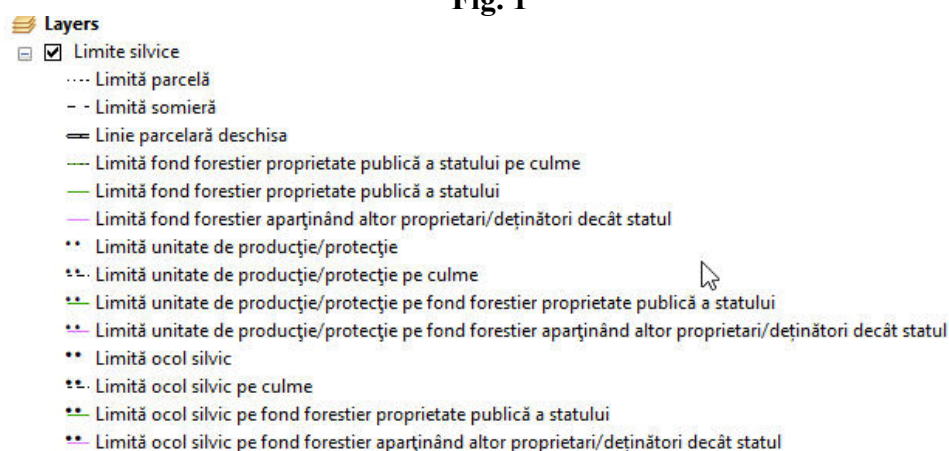 Fig. 1
Layers
Limite silvice
Limită parcelă
Limită somieră
Linie parcelară deschisa
Limită fond forestier proprietate publică a statului pe culme
Limită fond forestier proprietate publică a statului
Limită fond forestier aparţinând altor proprietari/deținători decât statul
Limită unitate de producţie/protecţie
Limită unitate de producţie/protecţie pe culme
Limită unitate de producţie/protecţie pe fond forestier proprietate publică a statului
Limită unitate de producţie/protecţie pe fond forestier aparţinând altor proprietari/deținători decât statul
Limită ocol silvic
Limită ocol silvic pe culme
Limită ocol silvic pe fond forestier proprietate publică a statului
Limită ocol silvic pe fond forestier aparţinând altor proprietari/deținători decât statul